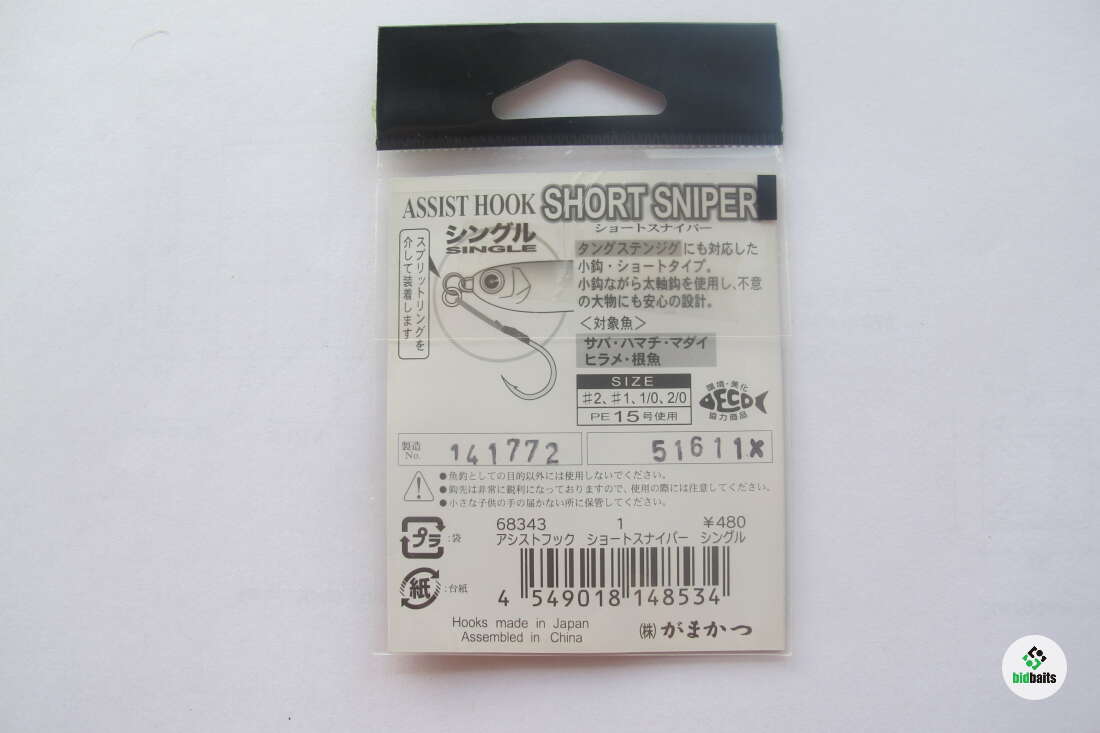 ASSIST HOOK SHORT SNIPER
ショートスナイパー
シングル
SINGLE
スプリットリングを
介して装着します
タングステンジグにも対応した
小鈎・ショートタイプ。
小鈎ながら太軸鈎を使用し、不意
の大物にも安心の設計。
＜対象魚＞
サバ・ハマチ・マダイ
ヒラメ・根魚
SIZE
♯2、♯1、1/0、2/0
PE 15号使用
環境・美化
DECO
協力商品
製造
No.
141772
51611*
●魚鈎としての目的以外には使用しないでください。
●鈎先は非常に鋭利になっておりますので、使用の際には注意してください。
●小さな子供の手の届かない所に保管してください。
プラ :袋
68343 1 ￥480
アシストフック ショートスナイパー シングル
紙 :台紙
4 549018 148534
Hooks made in Japan
Assembled in China
(株) がまかつ
bidbaits